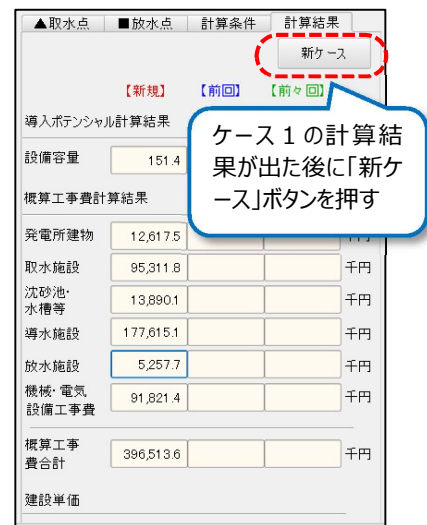 ▲取水点 ■放水点 計算条件 計算結果
新ケース
【新規】 【前回】 【前々回】
導入ポテンシャル計算結果
設備容量 151.4
ケース1の計算結
果が出た後に「新ケ
ース」ボタンを押す
概算工事費計算結果
発電所建物 12,617.5 千円
取水施設 95,311.8 千円
沈砂池・
水槽等 13,890.1 千円
導水施設 177,615.1 千円
放水施設 5,257.7 千円
機械・電気
設備工事費 91,821.4 千円
概算工事
費合計 396,513.6 千円
建設単価